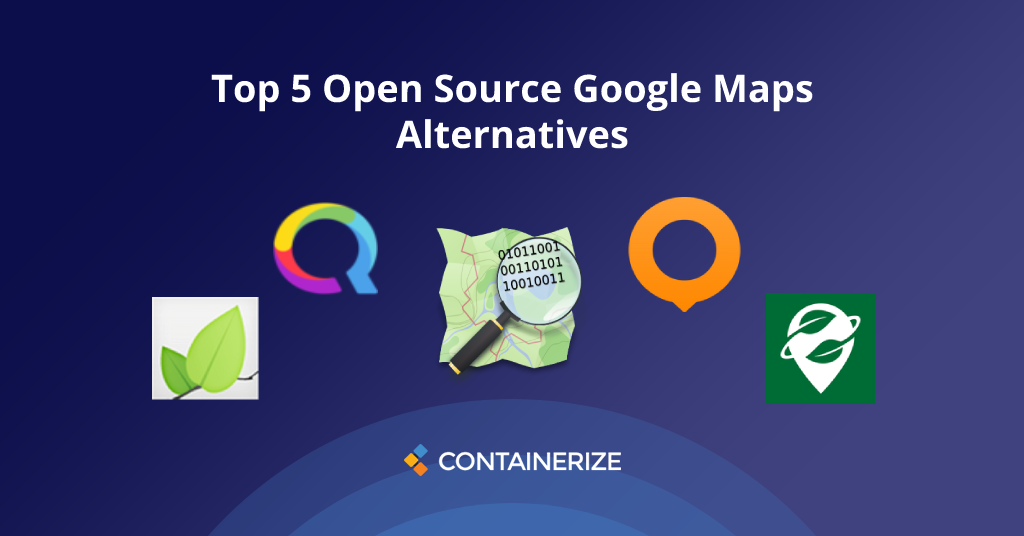 Top 5 Open Source Google Maps
Alternatives
01011001
00110101
10010011
CONTAINERIZE